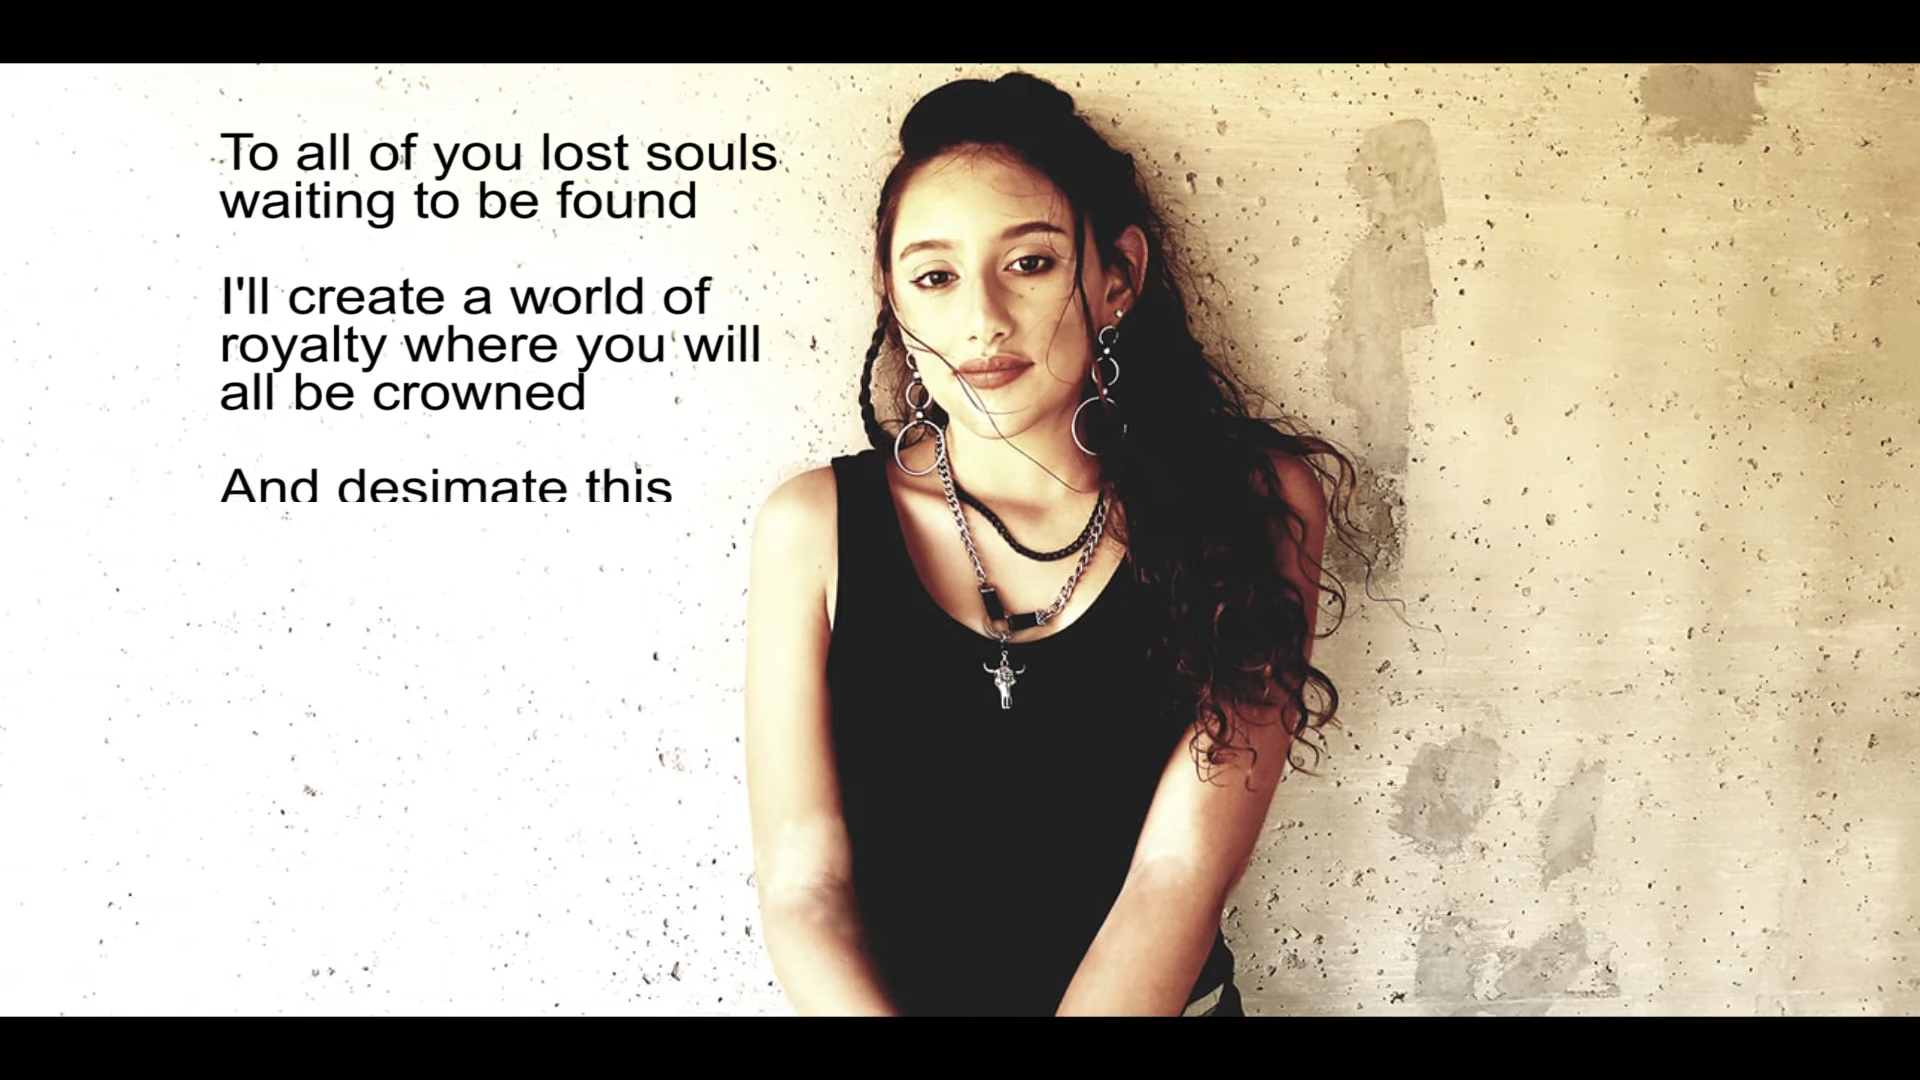 To all of you lost souls
waiting to be found
I'll create a world of
royalty where you will
all be crowned
And desimate this